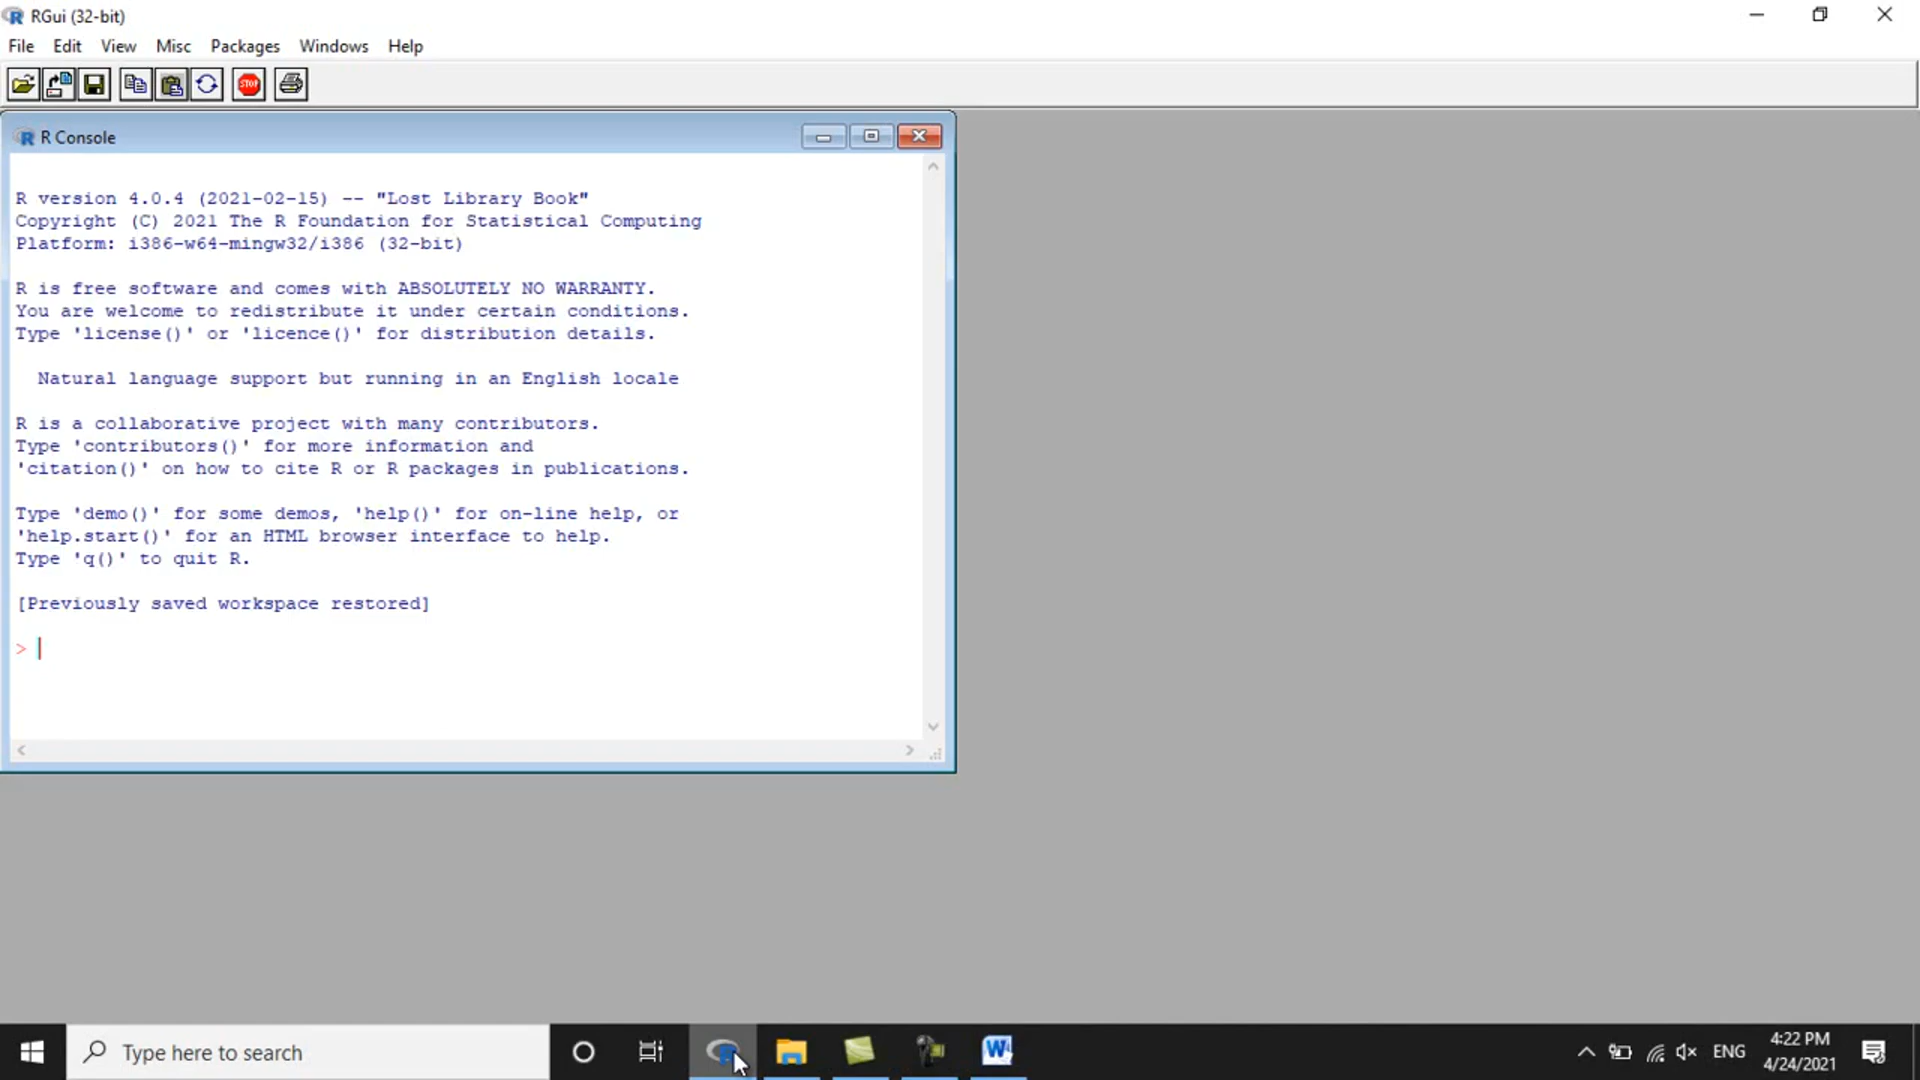 RGui (32-bit)
File Edit View Misc Packages Windows Help
STOP
R Console
R version 4.0.4 (2021-02-15) -- "Lost Library Book"
Copyright (C) 2021 The R Foundation for Statistical Computing
Platform: i386-w64-mingw32/i386 (32-bit)
R is free software and comes with ABSOLUTELY NO WARRANTY.
You are welcome to redistribute it under certain conditions.
Type 'license()' or 'licence()' for distribution details.
Natural language support but running in an English locale
R is a collaborative project with many contributors.
Type 'contributors()' for more information and
'citation()' on how to cite R or R packages in publications.
Type 'demo()' for some demos, 'help()' for on-line help, or
'help.start()' for an HTML browser interface to help.
Type 'q()' to quit R.
[Previously saved workspace restored]
>
Type here to search
W
ENG
4:22 PM
4/24/2021